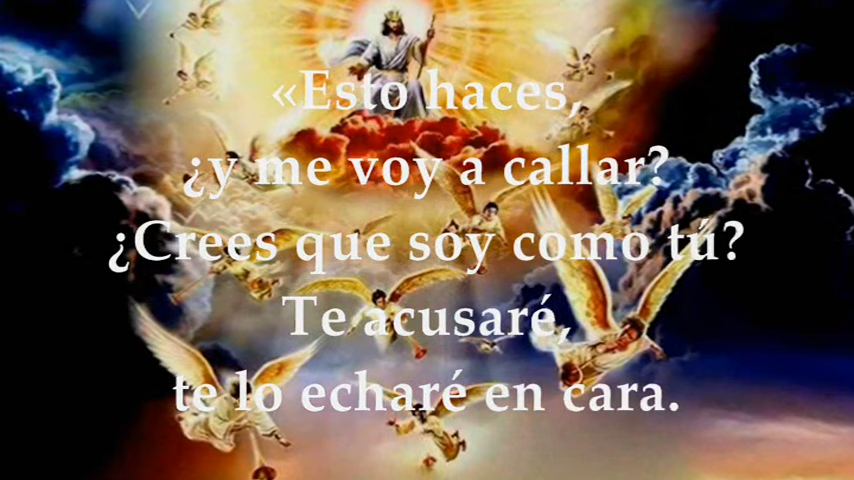 «Esto haces,
¿y me voy a callar?
¿Crees que soy como tú?
Te acusaré,
te lo echaré en cara.